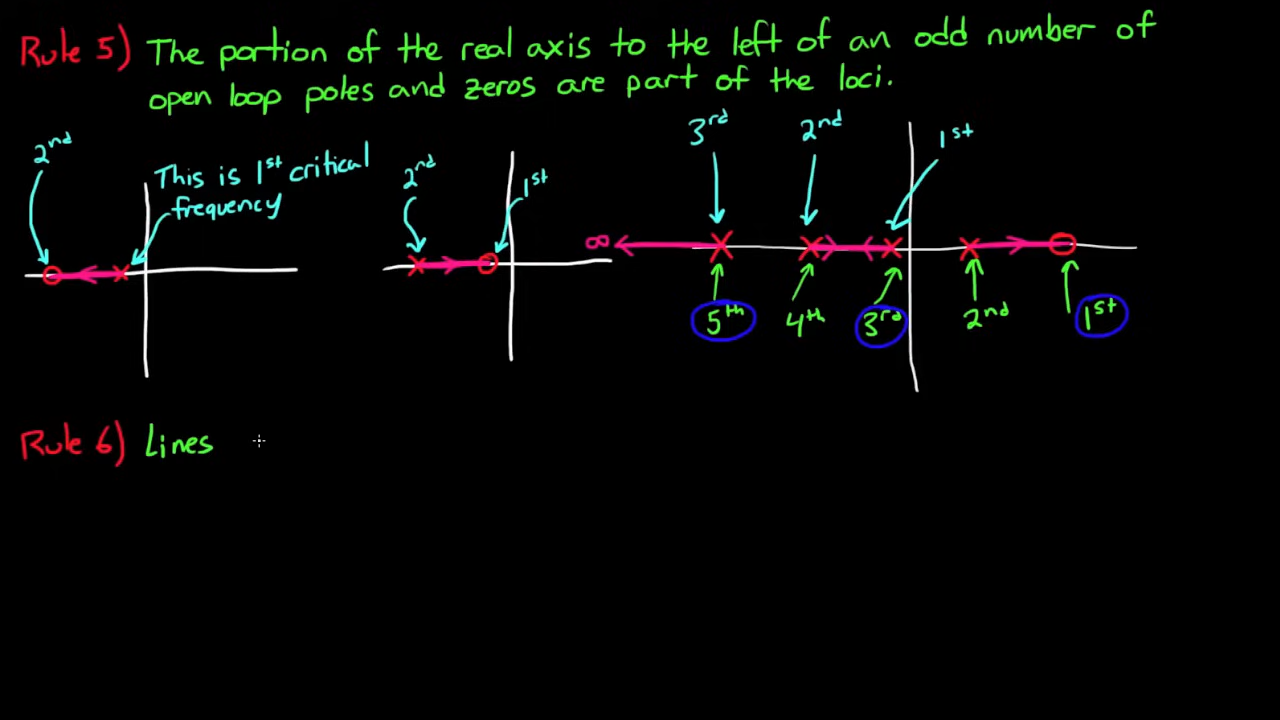 Rule 5) The portion of the real axis to the left of an odd number of
open loop poles and zeros are part of the loci.
2nd
This is 1st critical
frequency
2nd
1st
3rd
2nd
1st
∞
5th
4th
3rd
2nd
1st
Rule 6) Lines